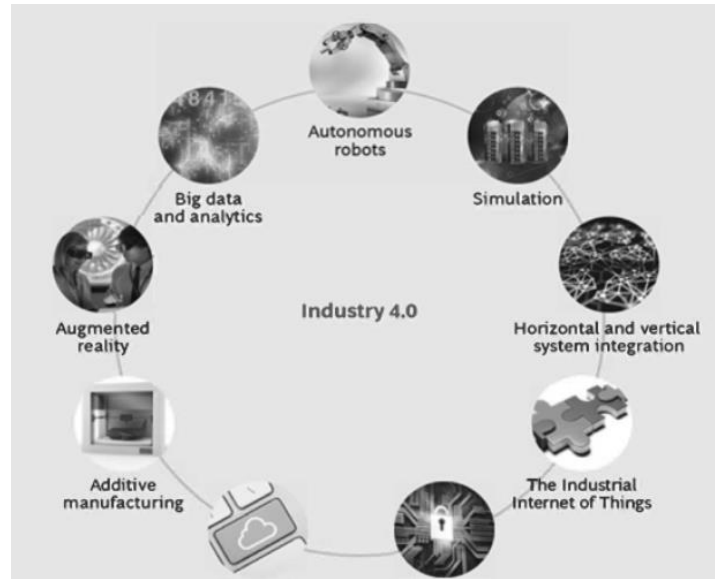 Autonomous
robots
Simulation
Horizontal and vertical
system integration
The Industrial
Internet of Things
Additive
manufacturing
Augmented
reality
Big data
and analytics
Industry 4.0